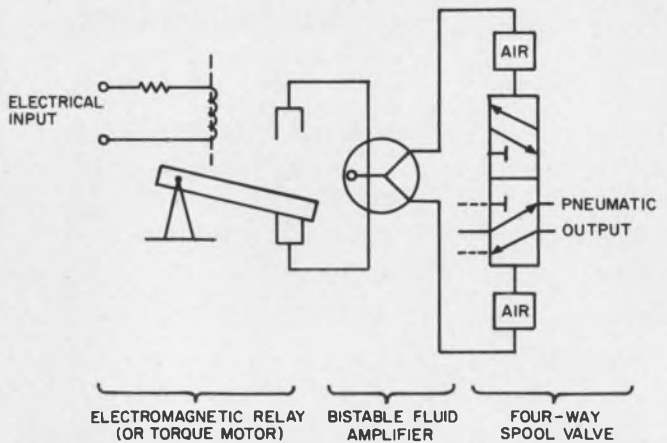 AIR
ELECTRICAL
INPUT
PNEUMATIC
OUTPUT
AIR
ELECTROMAGNETIC RELAY
(OR TORQUE MOTOR)
BISTABLE FLUID
AMPLIFIER
FOUR-WAY
SPOOL VALVE